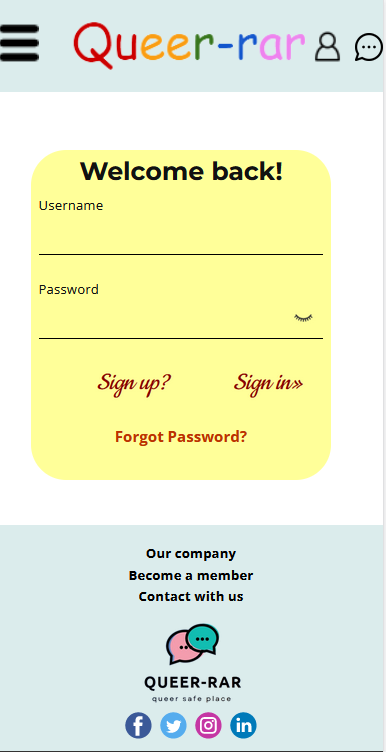 Queer-rar
Welcome back!
Username
Password
Sign up? Sign in»
Forgot Password?
Our company
Become a member
Contact with us
QUEER-RAR
queer safe place